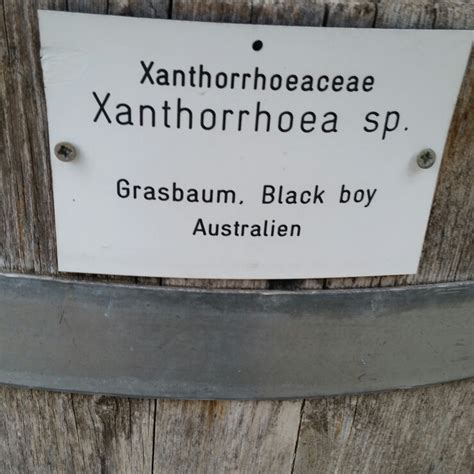 Xanthorrhoeaceae
Xanthorrhoea sp.
Grasbaum, Black boy
Australien